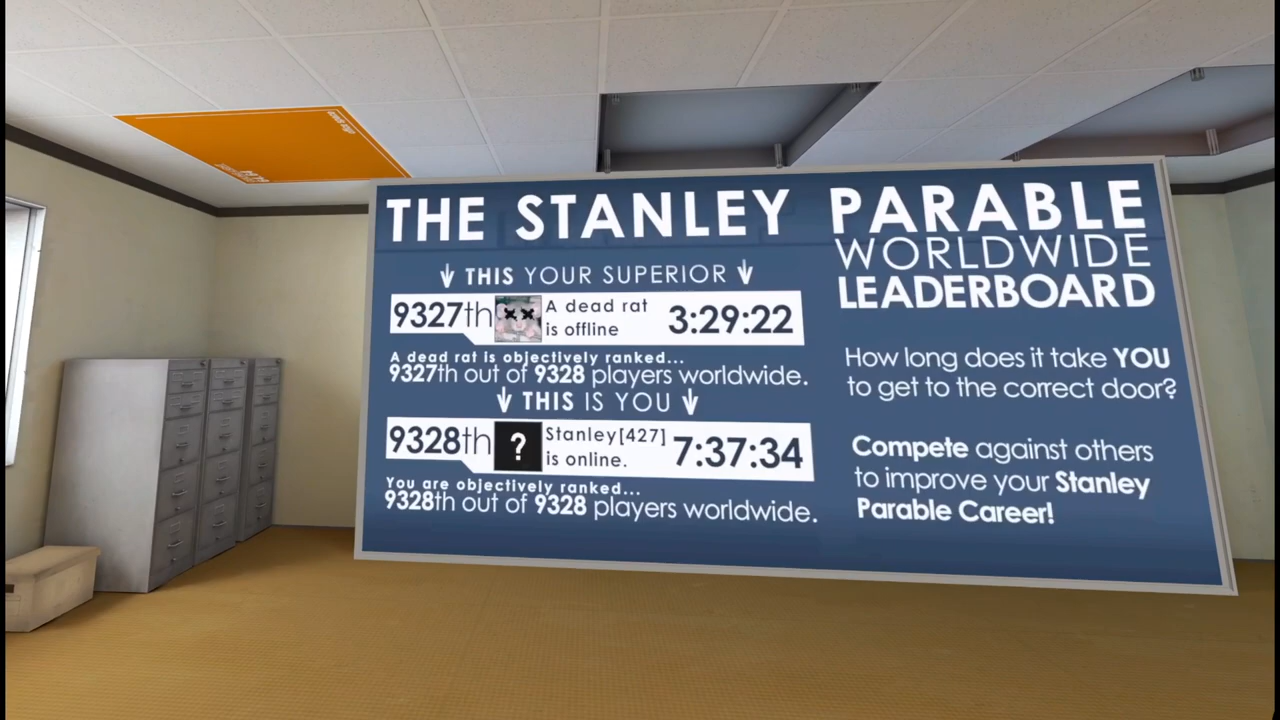 THE STANLEY PARABLE
WORLDWIDE
LEADERBOARD
THIS YOUR SUPERIOR
9327th
A dead rat
is offline
3:29:22
A dead rat is objectively ranked...
9327th out of 9328 players worldwide.
THIS IS YOU
9328th
?
Stanley[427]
is online.
7:37:34
You are objectively ranked...
9328th out of 9328 players worldwide.
How long does it take YOU
to get to the correct door?
Compete against others
to improve your Stanley
Parable Career!